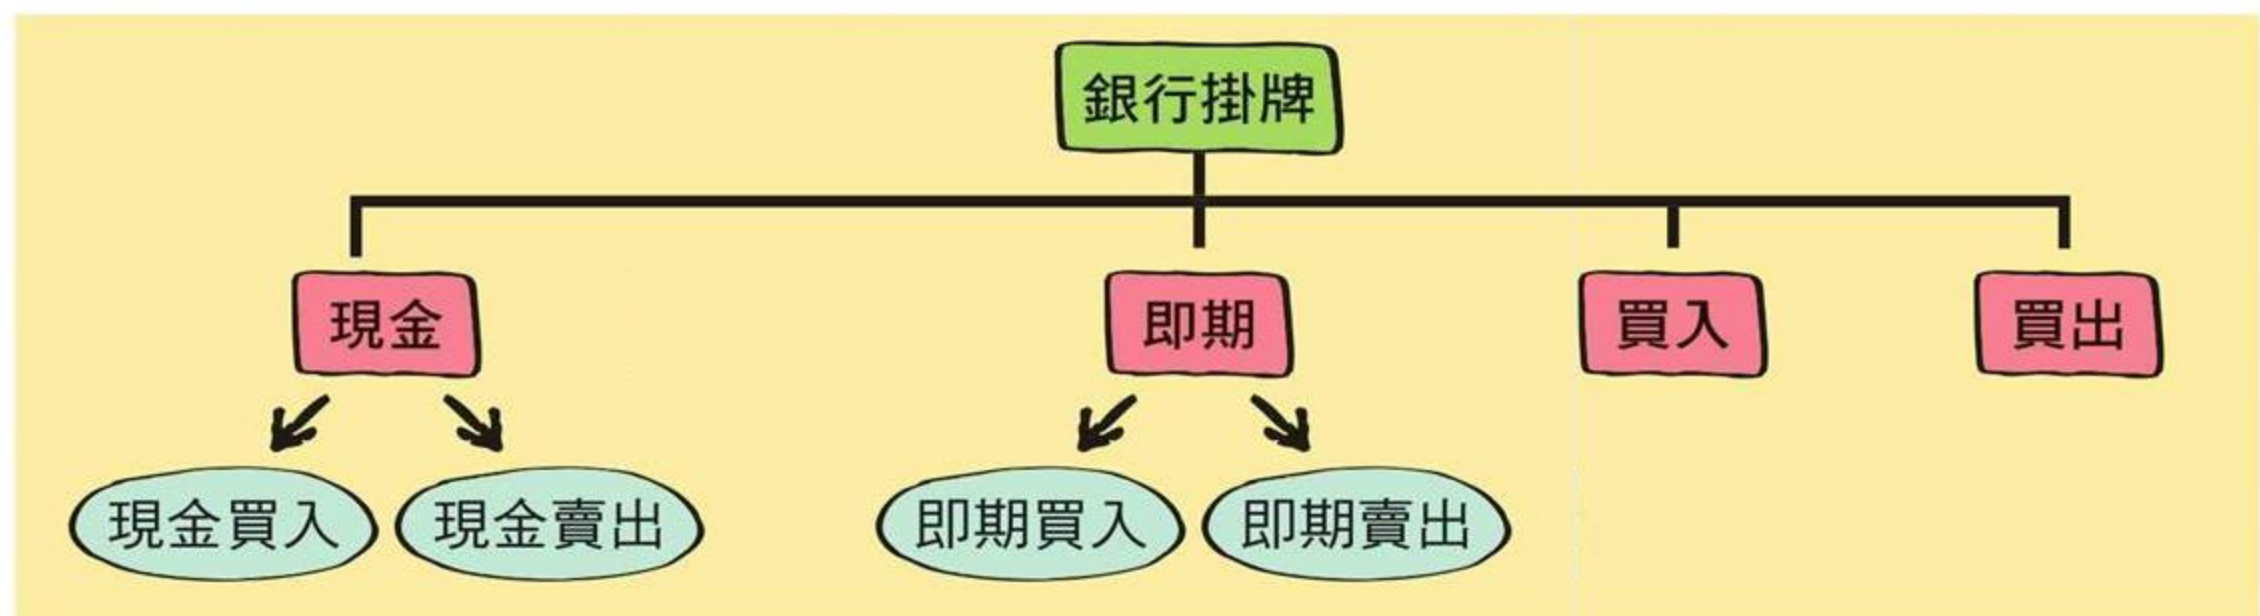 銀行掛牌
現金
即期
買入
買出
現金買入
現金賣出
即期買入
即期賣出